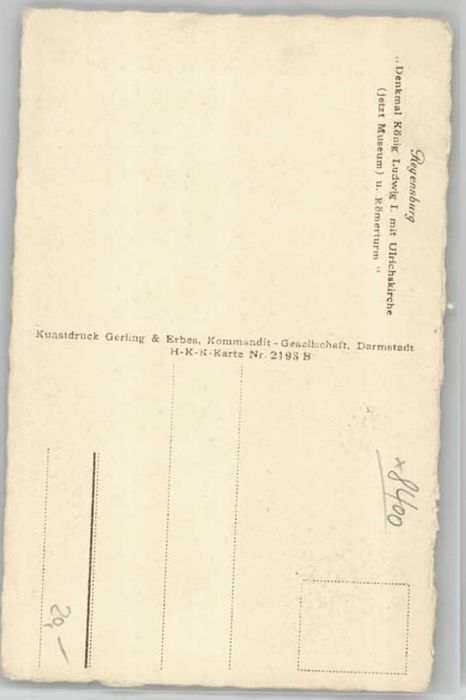 Regensburg
„Denkmal König Ludwig I. mit Ulrichskirche
(jetzt Museum) u. Römerturm "
Kunstdruck Gerling & Erbes, Kommandit-Gesellschaft, Darmstadt
H-K-K-Karte Nr. 2193 B
x 8400
20,—